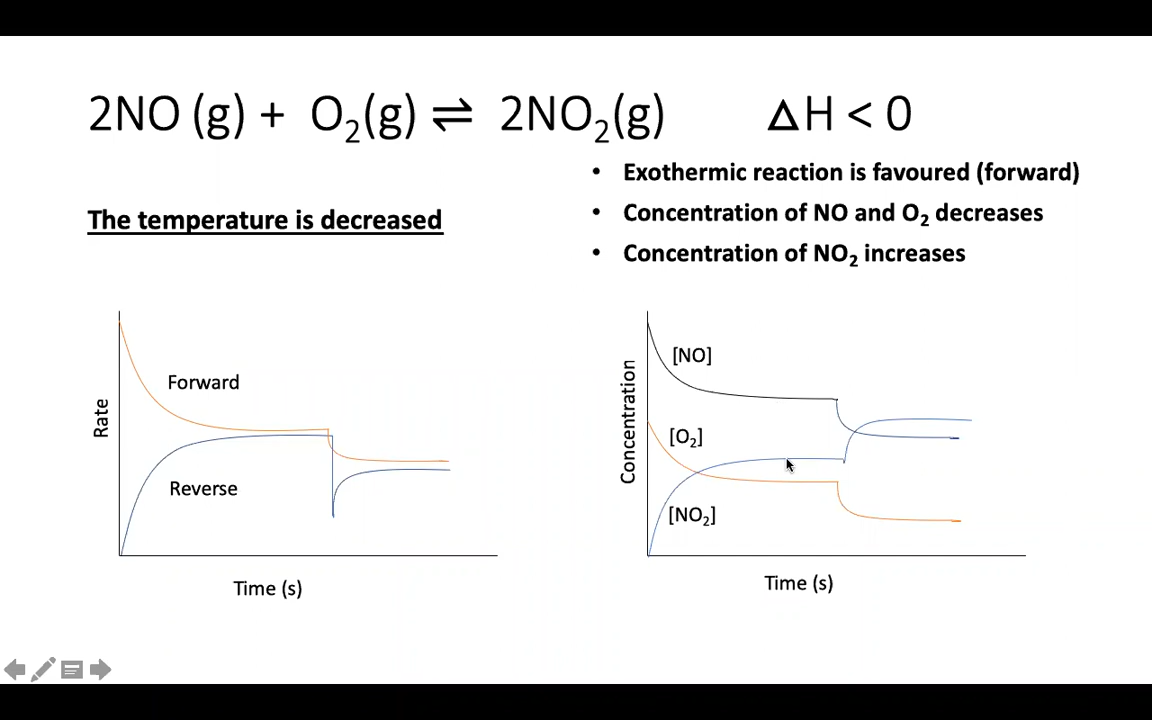 2NO (g) + O₂(g) ⇌ 2NO₂(g) ΔH < 0
• Exothermic reaction is favoured (forward)
The temperature is decreased
• Concentration of NO and O₂ decreases
• Concentration of NO₂ increases
Rate
Forward
Reverse
Time (s)
Concentration
[NO]
[O₂]
[NO₂]
Time (s)